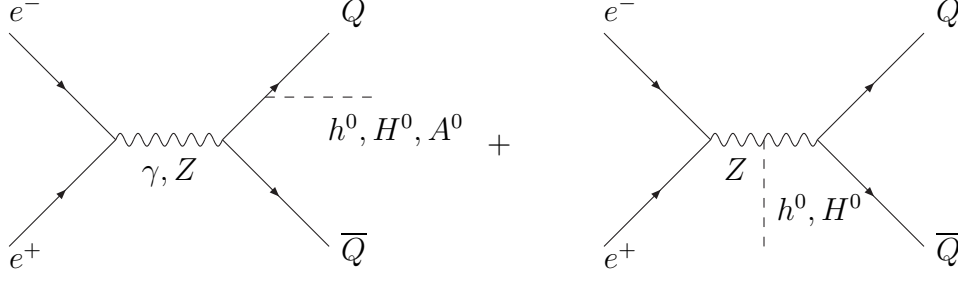 e⁻ Q e⁻ Q
h⁰, H⁰, A⁰ +
γ, Z Z
h⁰, H⁰
e⁺ Q̅ e⁺ Q̅